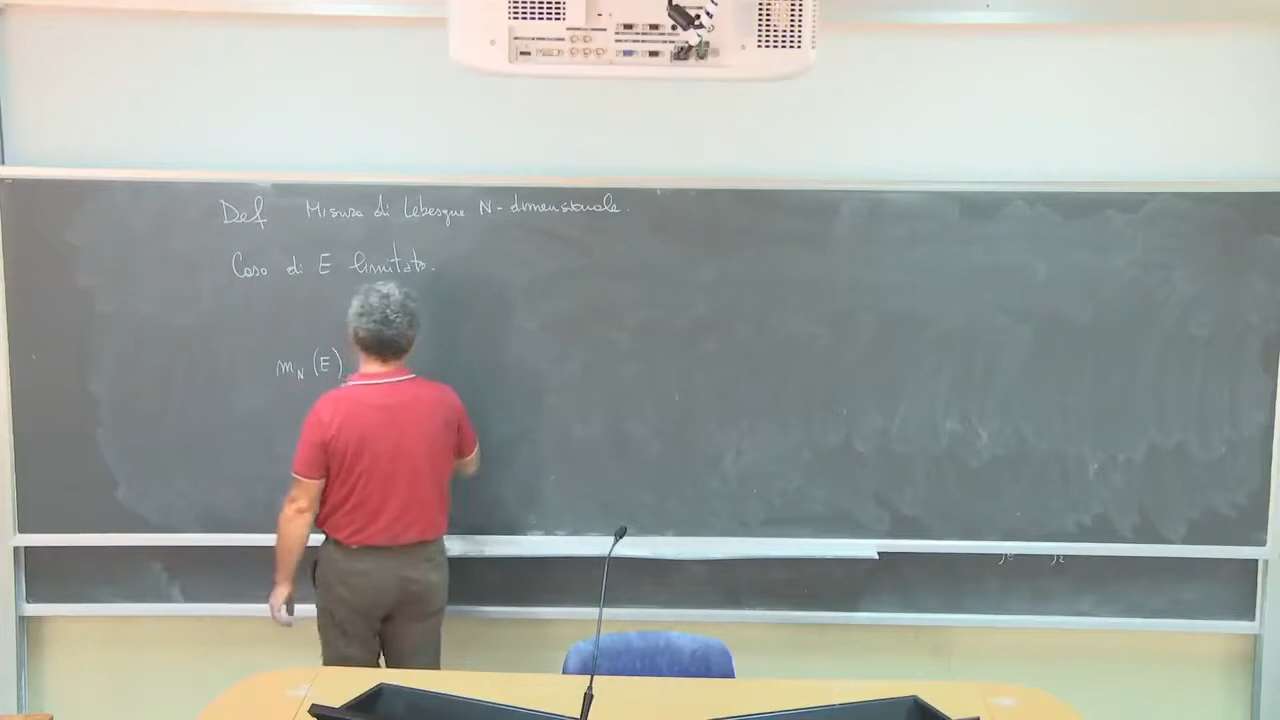 Def Misura di Lebesgue N-dimensionale.
Caso di E limitato.
m_N (E)